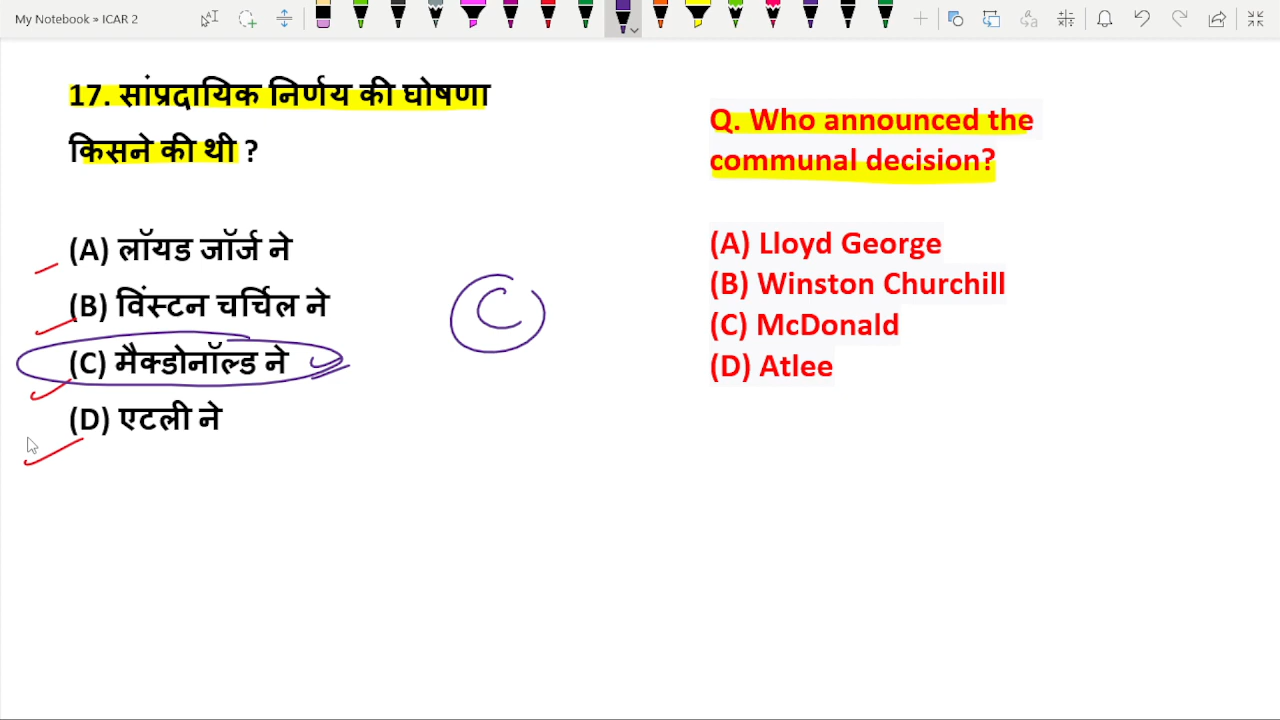 My Notebook » ICAR 2
17. सांप्रदायिक निर्णय की घोषणा
किसने की थी ?
(A) लॉयड जॉर्ज ने
(B) विंस्टन चर्चिल ने
(C) मैक्डोनॉल्ड ने
(D) एटली ने
C
Q. Who announced the
communal decision?
(A) Lloyd George
(B) Winston Churchill
(C) McDonald
(D) Atlee